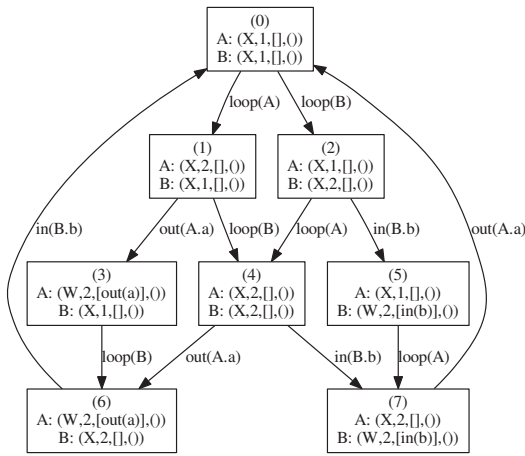 (0)
A: (X,1,[],())
B: (X,1,[],())
loop(A)
loop(B)
(1)
A: (X,2,[],())
B: (X,1,[],())
(2)
A: (X,1,[],())
B: (X,2,[],())
in(B.b)
out(A.a)
loop(B)
loop(A)
in(B.b)
out(A.a)
(3)
A: (W,2,[out(a)],())
B: (X,1,[],())
(4)
A: (X,2,[],())
B: (X,2,[],())
(5)
A: (X,1,[],())
B: (W,2,[in(b)],())
loop(B)
out(A.a)
in(B.b)
loop(A)
(6)
A: (W,2,[out(a)],())
B: (X,2,[],())
(7)
A: (X,2,[],())
B: (W,2,[in(b)],())